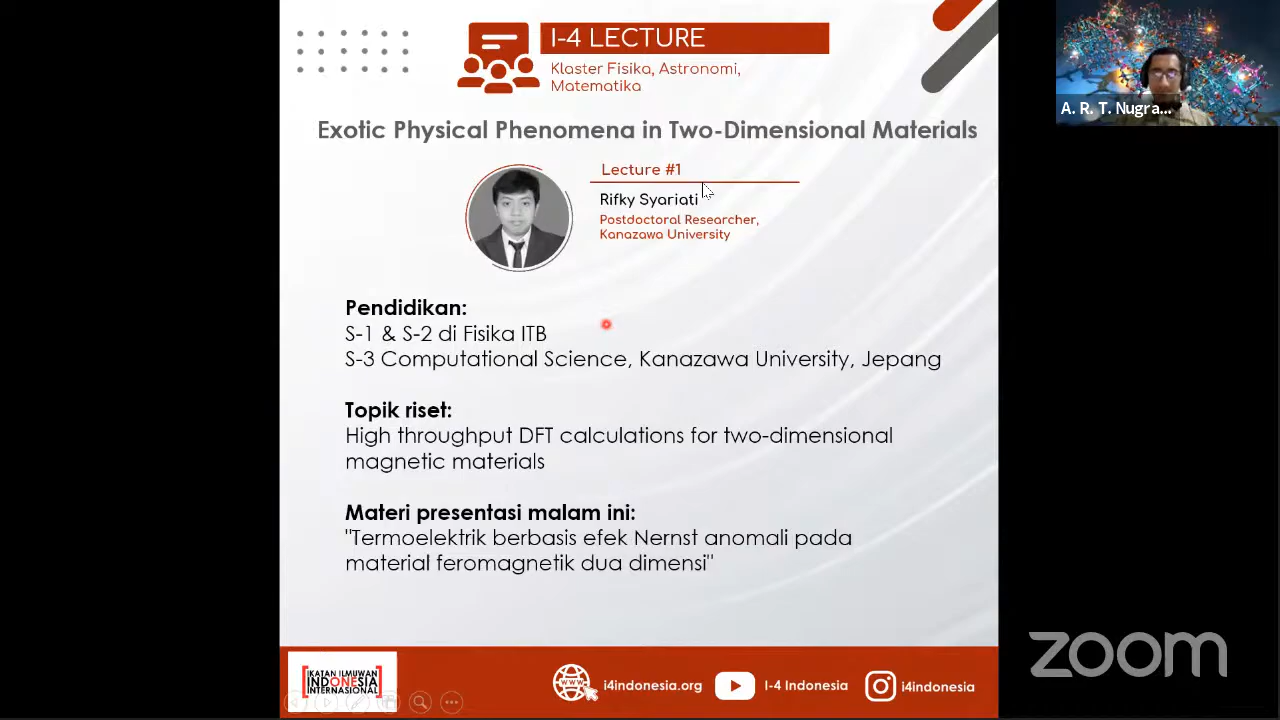 I-4 LECTURE
Klaster Fisika, Astronomi,
Matematika
A. R. T. Nugra...
Exotic Physical Phenomena in Two-Dimensional Materials
Lecture #1
Rifky Syariati
Postdoctoral Researcher,
Kanazawa University
Pendidikan:
S-1 & S-2 di Fisika ITB
S-3 Computational Science, Kanazawa University, Jepang
Topik riset:
High throughput DFT calculations for two-dimensional
magnetic materials
Materi presentasi malam ini:
"Termoelektrik berbasis efek Nernst anomali pada
material feromagnetik dua dimensi"
zoom
IKATAN ILMUWAN
INDONESIA
INTERNASIONAL
WWW
i4indonesia.org
I-4 Indonesia
i4indonesia